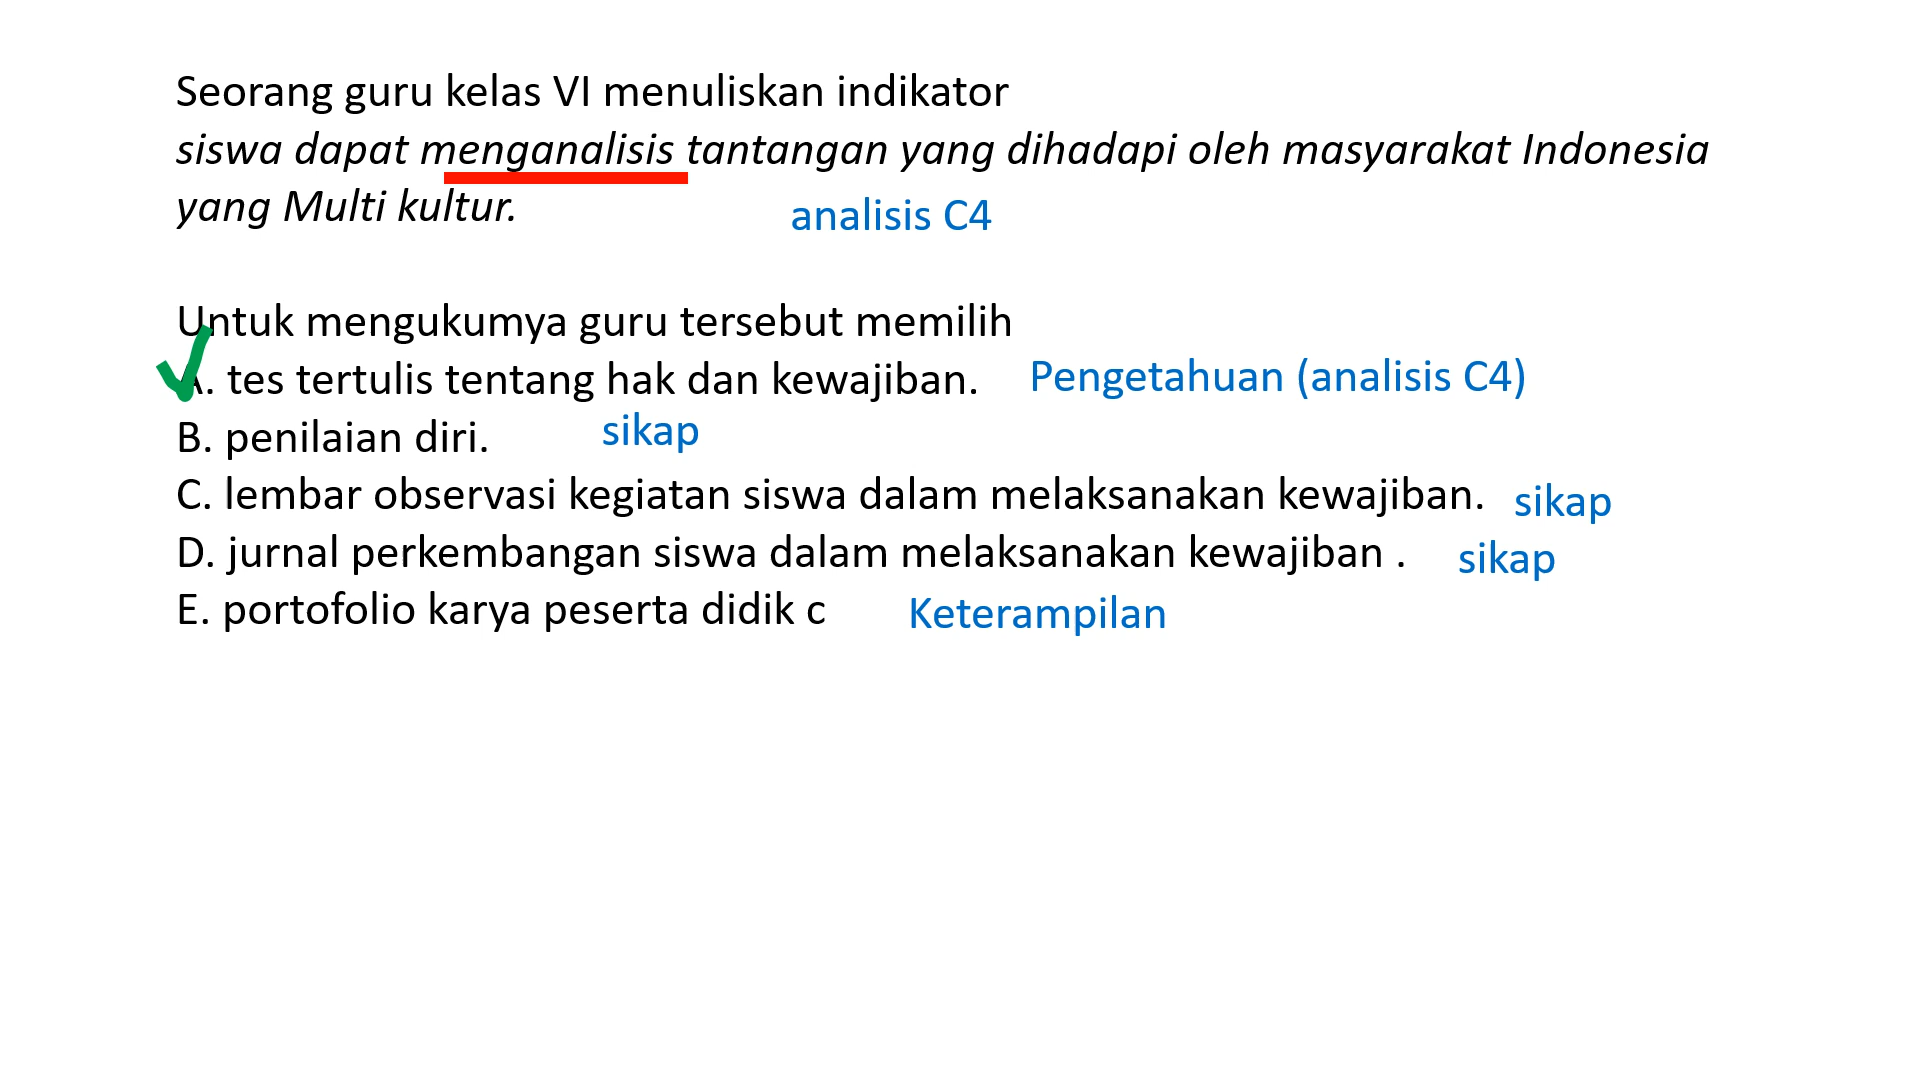 Seorang guru kelas VI menuliskan indikator
siswa dapat menganalisis tantangan yang dihadapi oleh masyarakat Indonesia
yang Multi kultur.
analisis C4
Untuk mengukumya guru tersebut memilih
A. tes tertulis tentang hak dan kewajiban. Pengetahuan (analisis C4)
B. penilaian diri. sikap
C. lembar observasi kegiatan siswa dalam melaksanakan kewajiban. sikap
D. jurnal perkembangan siswa dalam melaksanakan kewajiban . sikap
E. portofolio karya peserta didik c Keterampilan